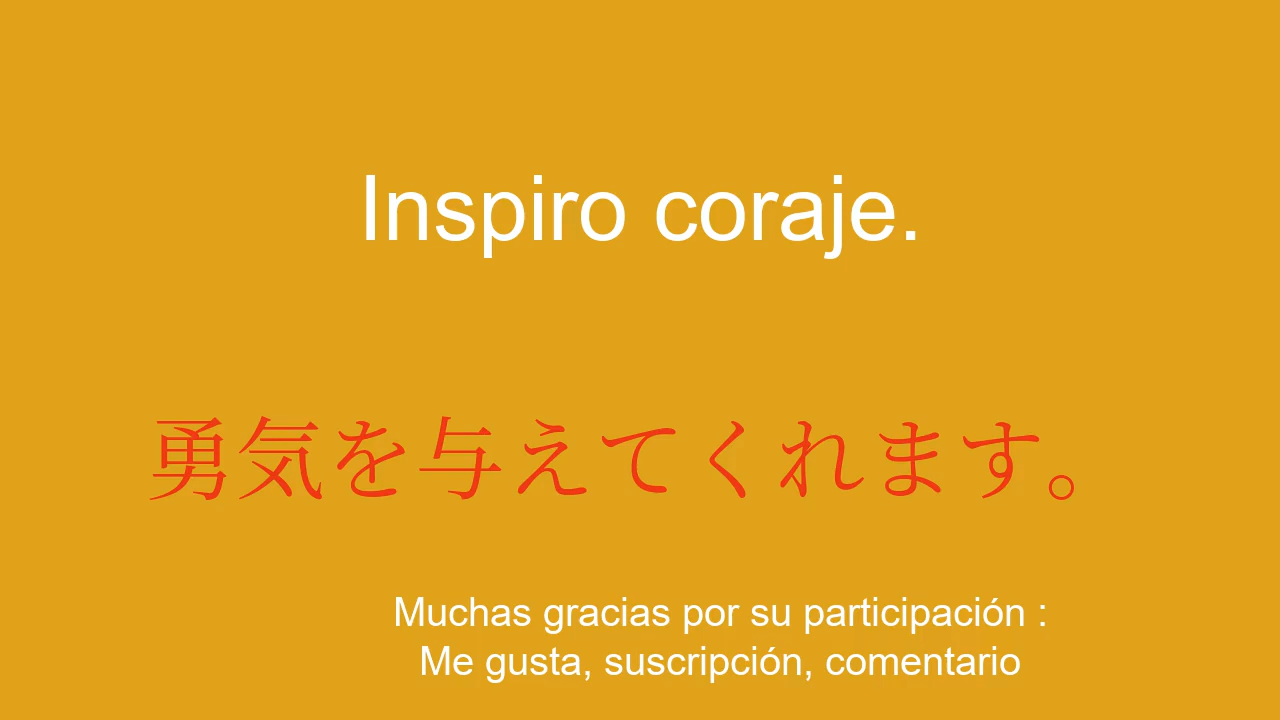 Inspiro coraje.
勇気を与えてくれます。
Muchas gracias por su participación :
Me gusta, suscripción, comentario